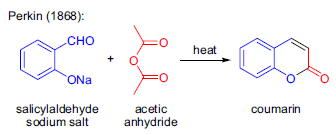 Perkin (1868):
CHO
ONa
+
O
O
O
heat
O
O
salicylaldehyde
sodium salt
acetic
anhydride
coumarin